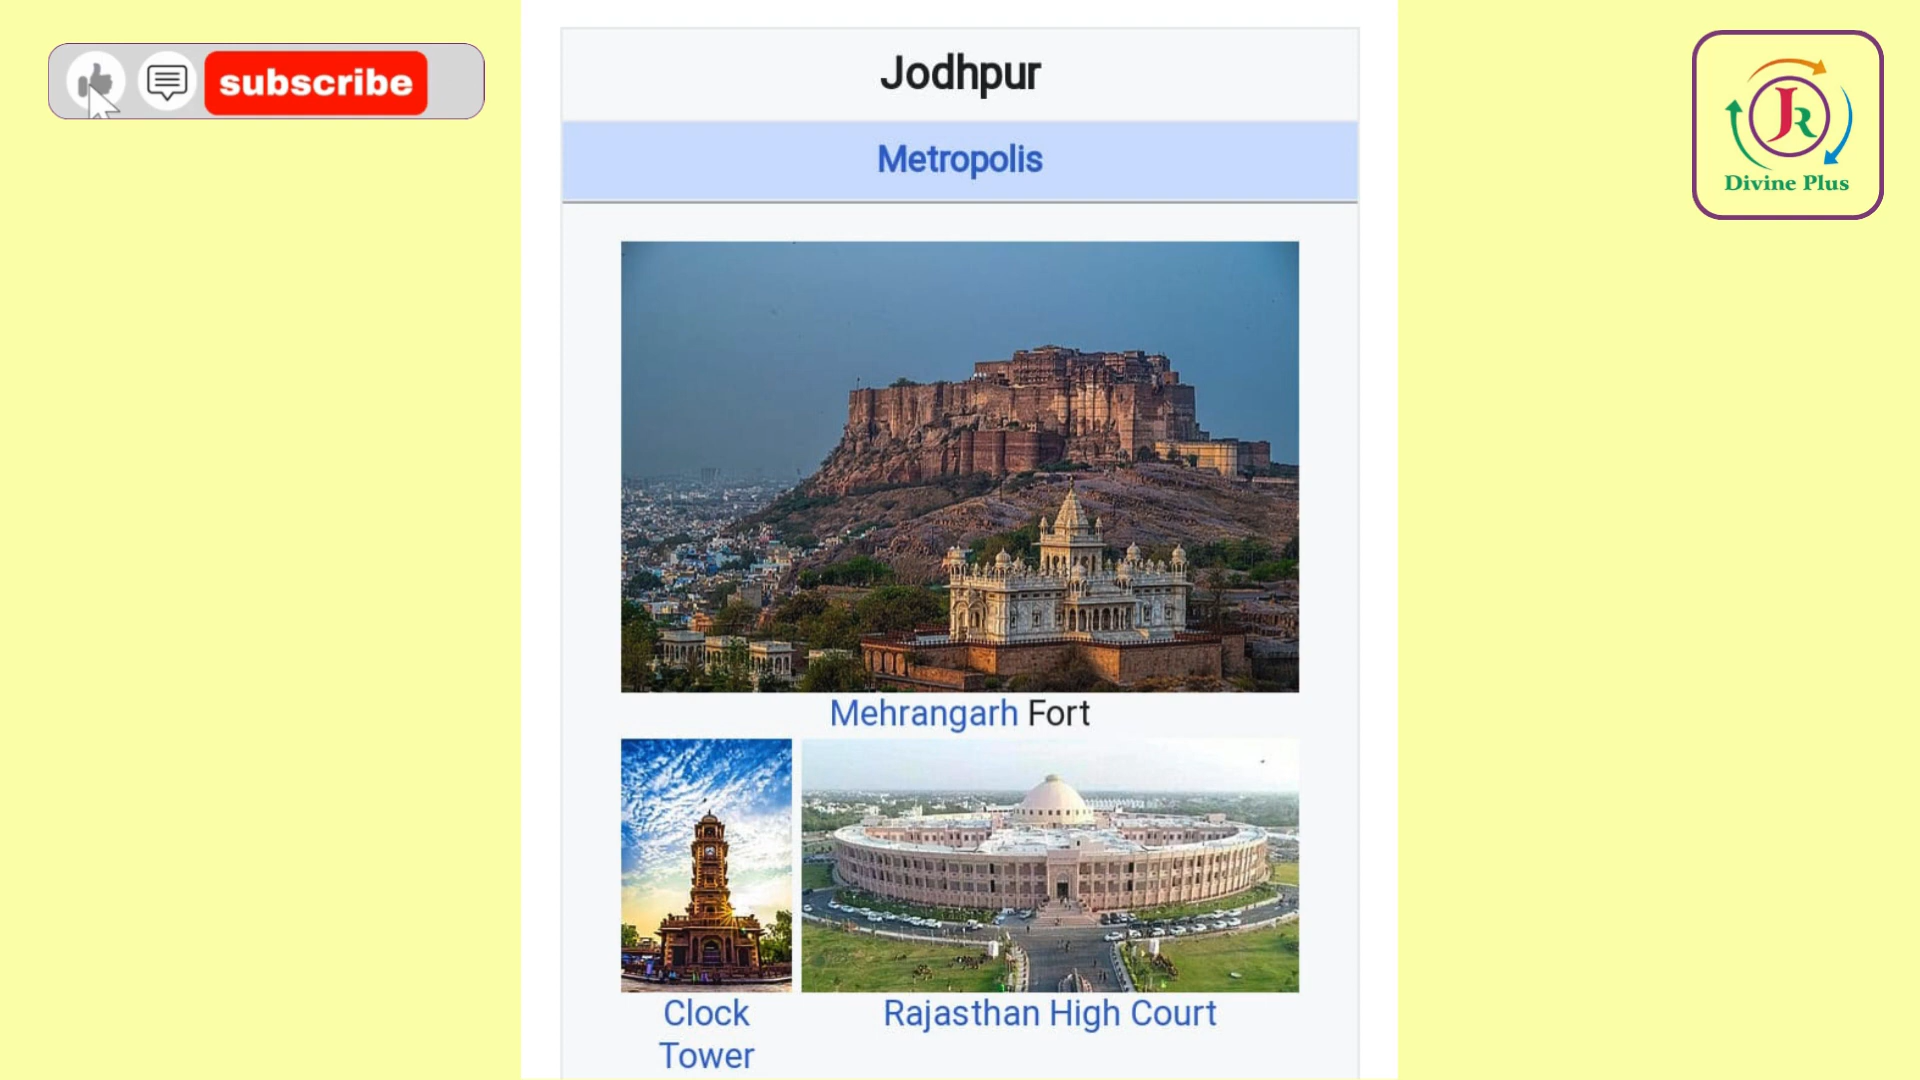 subscribe
Jodhpur
Metropolis
JR
Divine Plus
Mehrangarh Fort
Clock
Tower
Rajasthan High Court